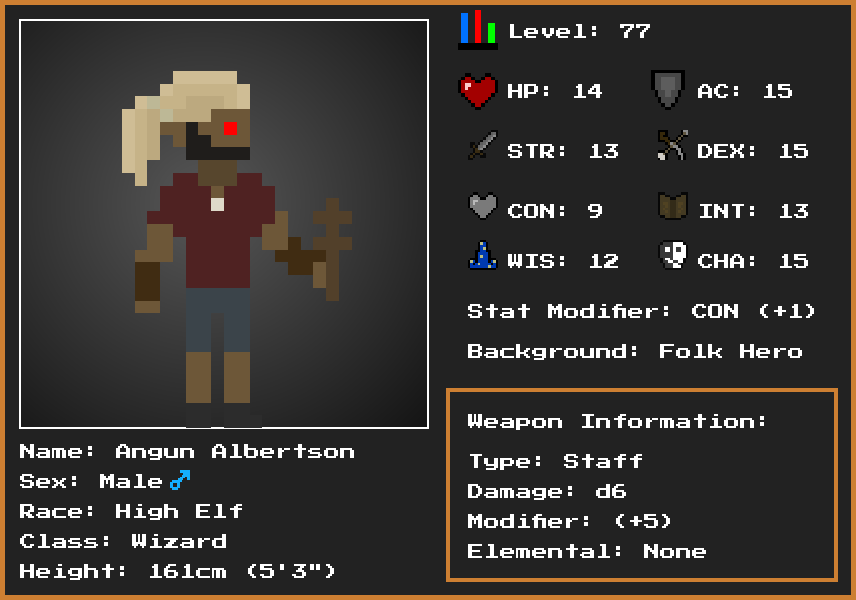 Level: 77
HP: 14 AC: 15
STR: 13 DEX: 15
CON: 9 INT: 13
WIS: 12 CHA: 15
Stat Modifier: CON (+1)
Background: Folk Hero
Weapon Information:
Type: Staff
Damage: d6
Modifier: (+5)
Elemental: None
Name: Angun Albertson
Sex: Male ♂
Race: High Elf
Class: Wizard
Height: 161cm (5'3")